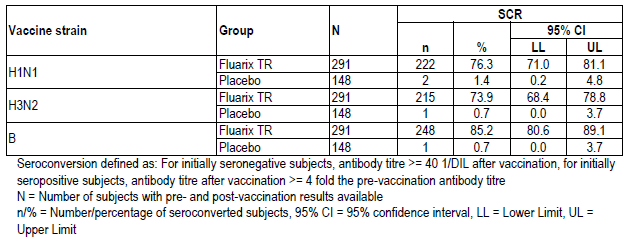 SCR
Vaccine strain Group N 95% CI
n % LL UL
H1N1 Fluarix TR 291 222 76.3 71.0 81.1
Placebo 148 2 1.4 0.2 4.8
H3N2 Fluarix TR 291 215 73.9 68.4 78.8
Placebo 148 1 0.7 0.0 3.7
B Fluarix TR 291 248 85.2 80.6 89.1
Placebo 148 1 0.7 0.0 3.7
Seroconversion defined as: For initially seronegative subjects, antibody titre >= 40 1/DIL after vaccination, for initially
seropositive subjects, antibody titre after vaccination >= 4 fold the pre-vaccination antibody titre
N = Number of subjects with pre- and post-vaccination results available
n/% = Number/percentage of seroconverted subjects, 95% CI = 95% confidence interval, LL = Lower Limit, UL =
Upper Limit